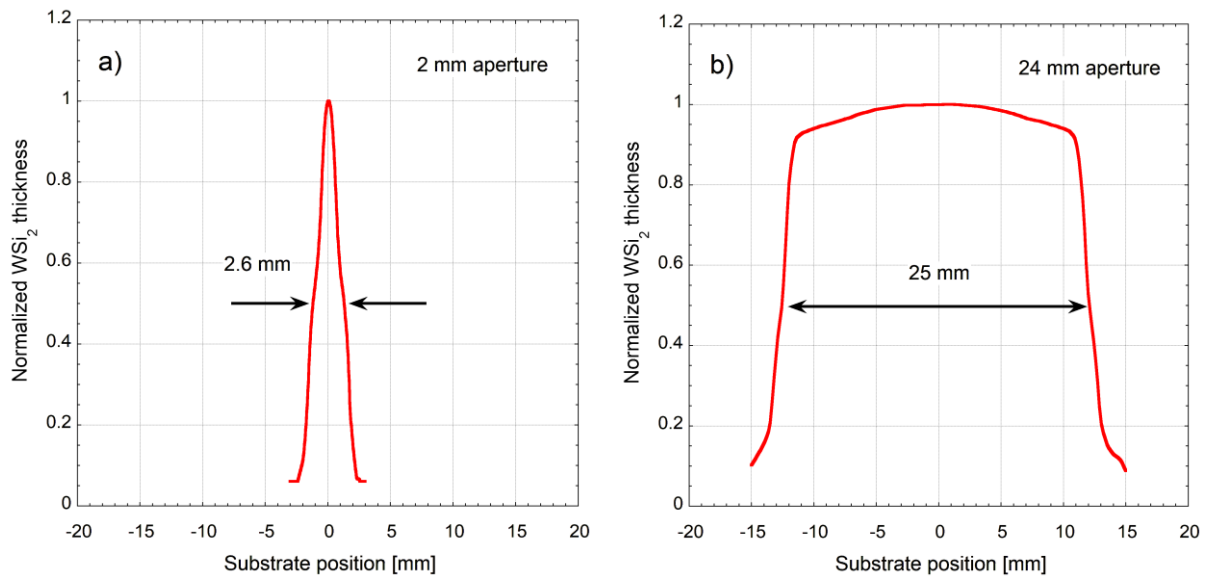 a)
2 mm aperture
2.6 mm
Normalized WSi₂ thickness
1.2
1
0.8
0.6
0.4
0.2
0
-20 -15 -10 -5 0 5 10 15 20
Substrate position [mm]
b)
24 mm aperture
25 mm
Normalized WSi₂ thickness
1.2
1
0.8
0.6
0.4
0.2
0
-20 -15 -10 -5 0 5 10 15 20
Substrate position [mm]